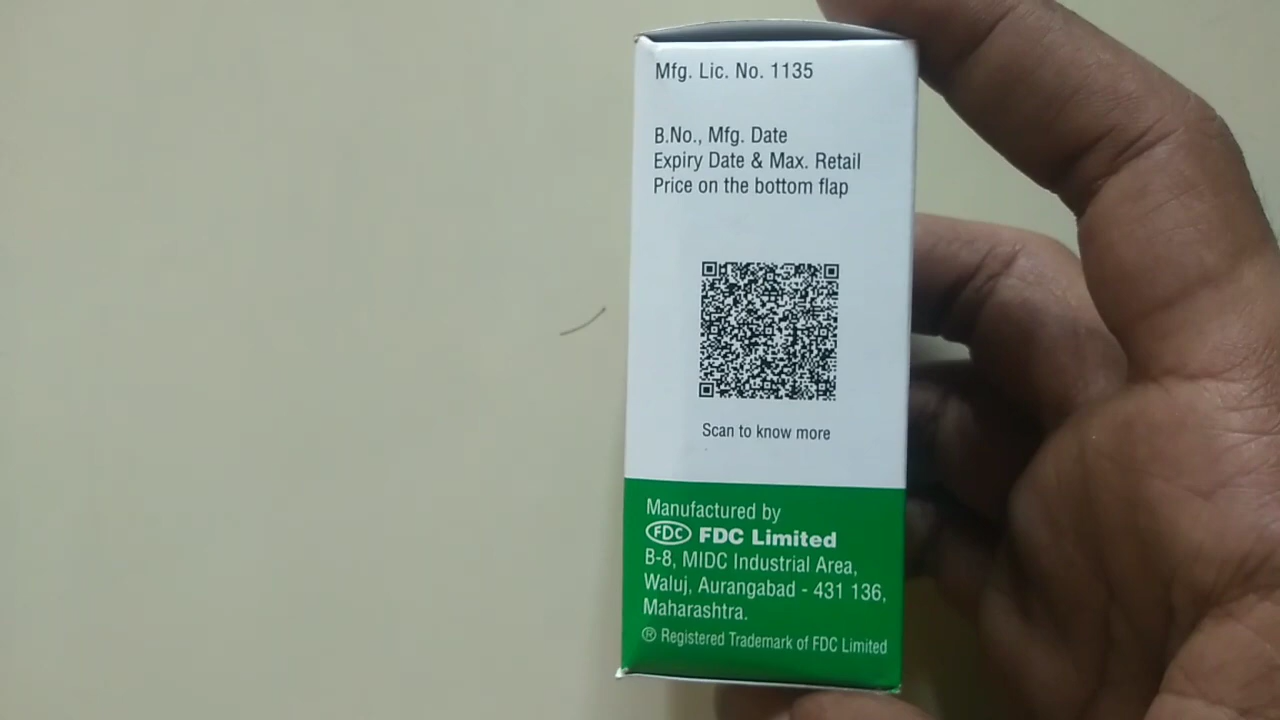 Mfg. Lic. No. 1135
B.No., Mfg. Date
Expiry Date & Max. Retail
Price on the bottom flap
Scan to know more
Manufactured by
FDC FDC Limited
B-8, MIDC Industrial Area,
Waluj, Aurangabad - 431 136,
Maharashtra.
® Registered Trademark of FDC Limited